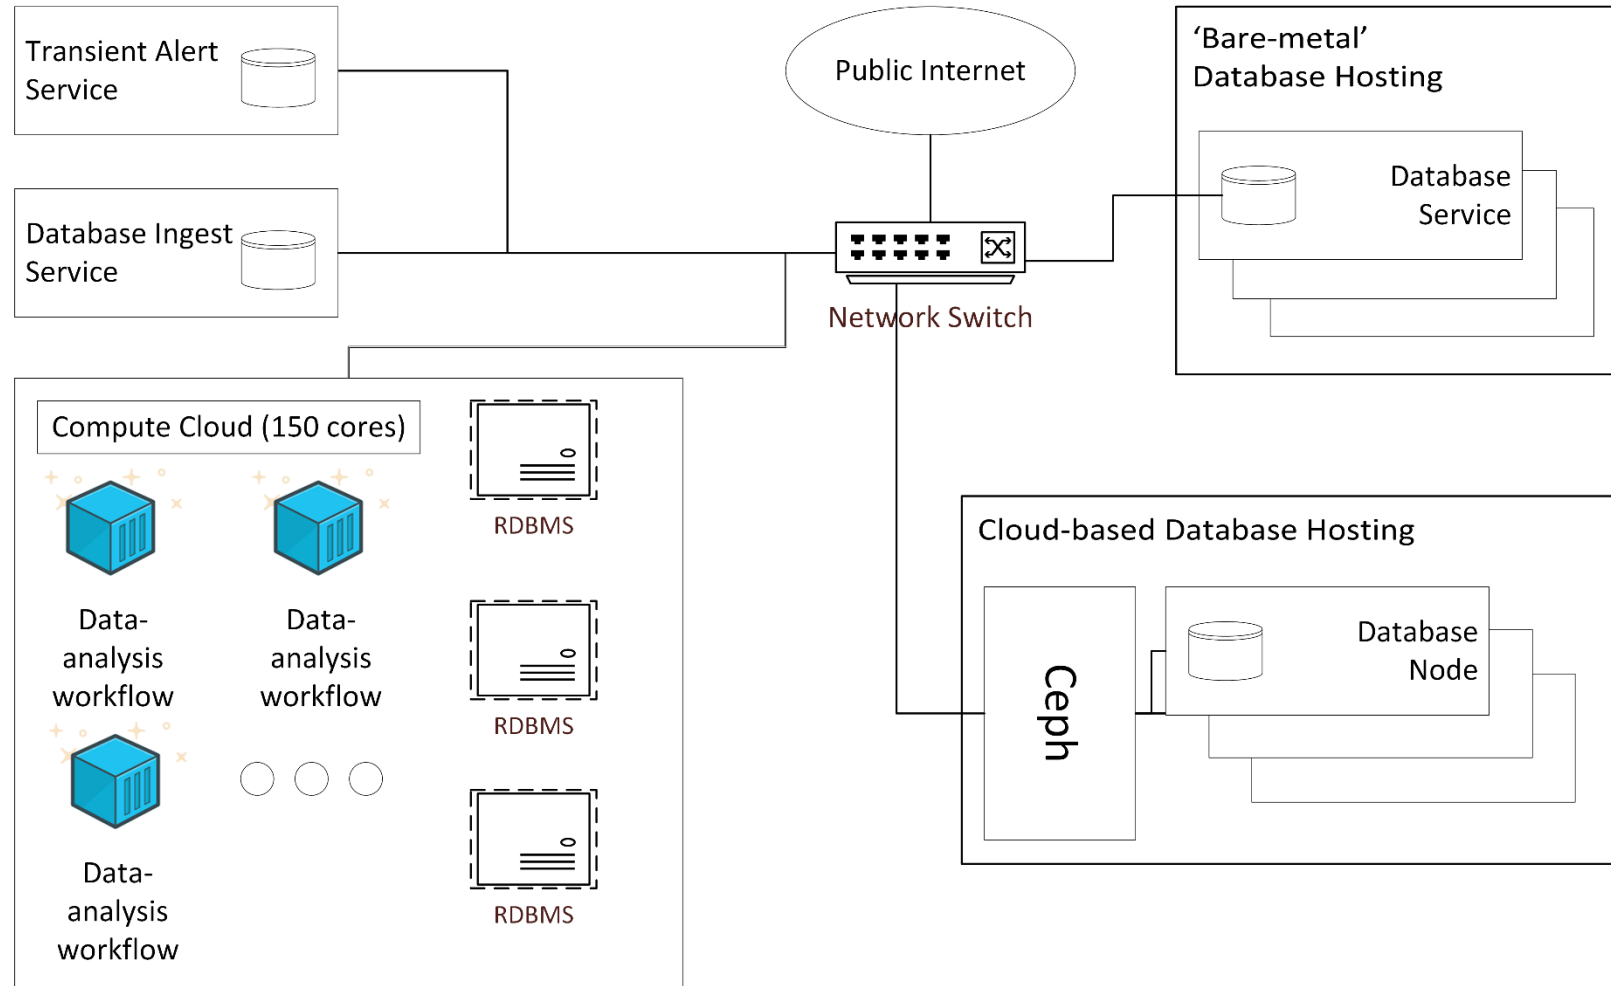 Transient Alert
Service
Public Internet
‘Bare-metal’
Database Hosting
Database
Service
Database Ingest
Service
Network Switch
Compute Cloud (150 cores)
RDBMS
Data-
analysis
workflow
Data-
analysis
workflow
RDBMS
Data-
analysis
workflow
RDBMS
Cloud-based Database Hosting
Ceph
Database
Node